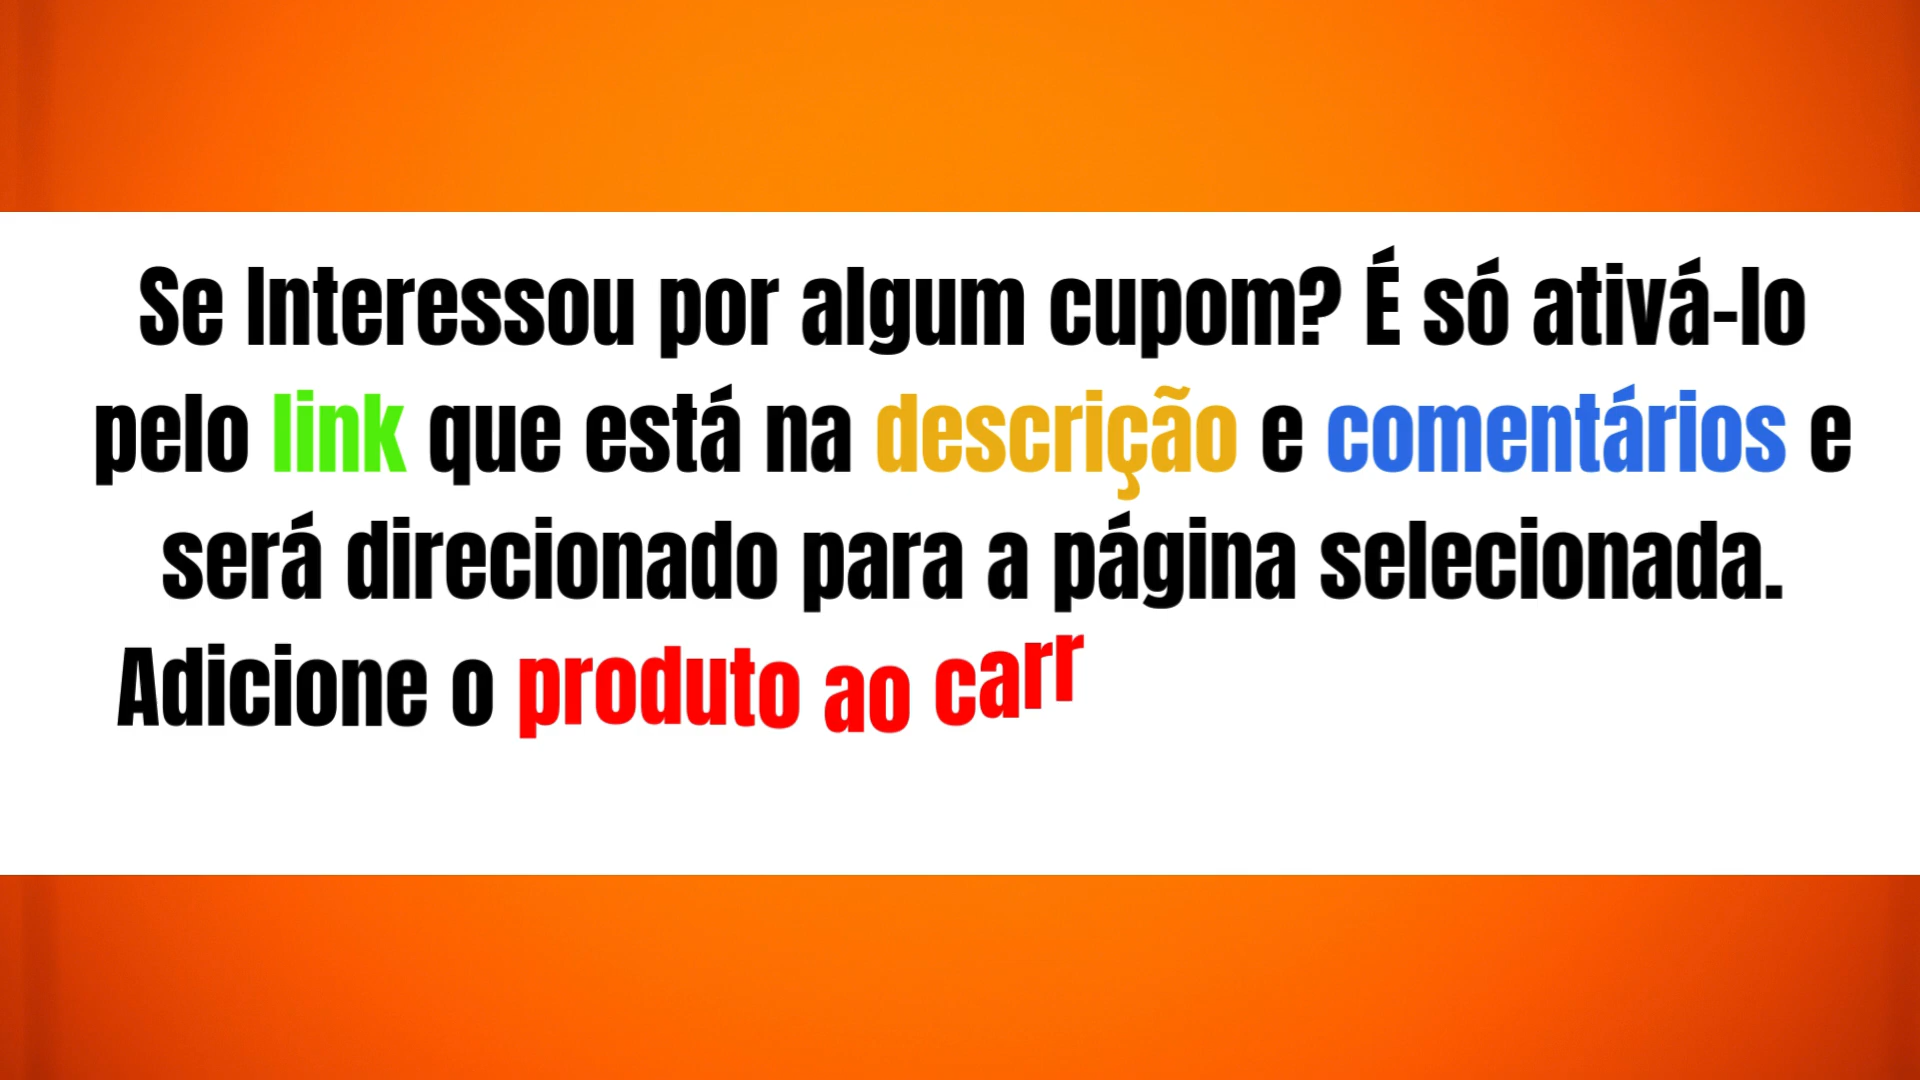 Se Interessou por algum cupom? É só ativá-lo
pelo link que está na descrição e comentários e
será direcionado para a página selecionada.
Adicione o produto ao carr